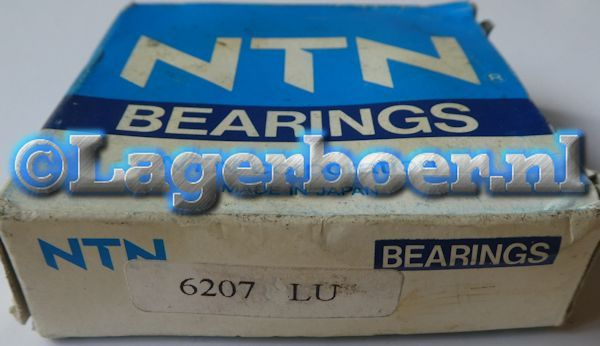 NTN
R
BEARINGS
©Lagerboer.nl
MADE IN JAPAN
NTN BEARINGS
6207 LU